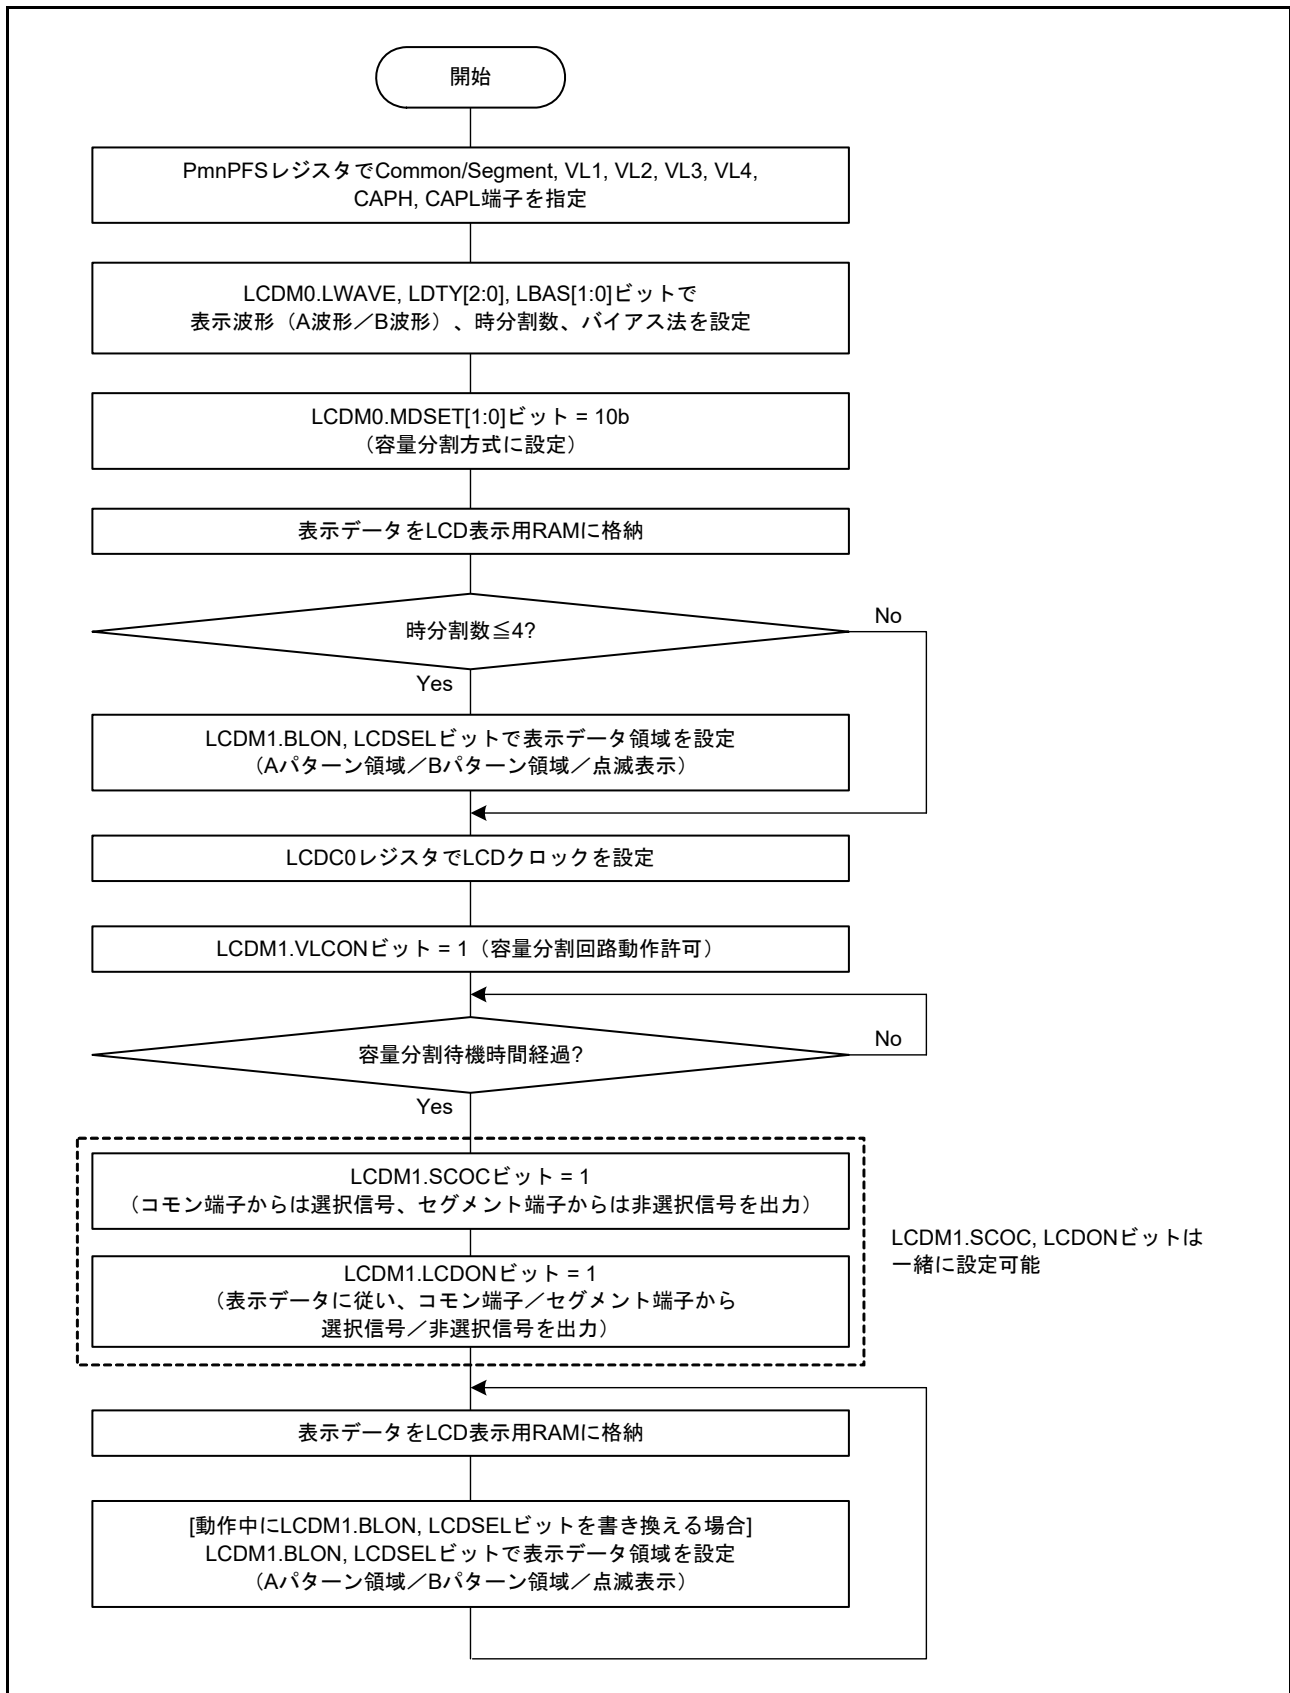 開始
PmnPFSレジスタでCommon/Segment, VL1, VL2, VL3, VL4,
CAPH, CAPL端子を指定
LCDM0.LWAVE, LDTY[2:0], LBAS[1:0]ビットで
表示波形（A波形／B波形）、時分割数、バイアス法を設定
LCDM0.MDSET[1:0]ビット = 10b
（容量分割方式に設定）
表示データをLCD表示用RAMに格納
時分割数≦4?
No
Yes
LCDM1.BLON, LCDSELビットで表示データ領域を設定
（Aパターン領域／Bパターン領域／点滅表示）
LCDC0レジスタでLCDクロックを設定
LCDM1.VLCONビット = 1（容量分割回路動作許可）
容量分割待機時間経過?
No
Yes
LCDM1.SCOCビット = 1
（コモン端子からは選択信号、セグメント端子からは非選択信号を出力）
LCDM1.SCOC, LCDONビットは
一緒に設定可能
LCDM1.LCDONビット = 1
（表示データに従い、コモン端子／セグメント端子から
選択信号／非選択信号を出力）
表示データをLCD表示用RAMに格納
[動作中にLCDM1.BLON, LCDSELビットを書き換える場合]
LCDM1.BLON, LCDSELビットで表示データ領域を設定
（Aパターン領域／Bパターン領域／点滅表示）